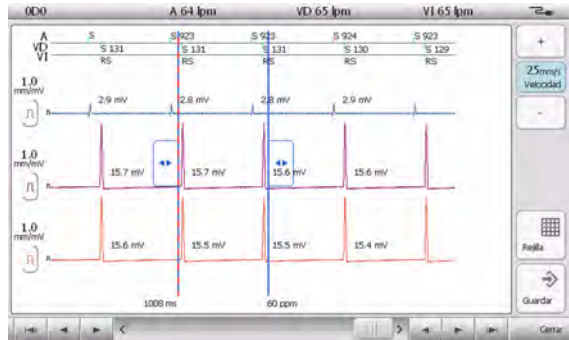 ODO A 64 lpm VD 65 lpm VI 65 lpm
A S S 923 S 923 S 924 S 923
VD S 131 S 131 S 131 S 130 S 129
VI RS RS RS RS RS
1.0
mm/mV
2.9 mV 2.8 mV 2.8 mV 2.9 mV
1.0
mm/mV
15.7 mV 15.7 mV 15.6 mV 15.6 mV
1.0
mm/mV
15.6 mV 15.5 mV 15.5 mV 15.4 mV
1008 ms 60 ppm
+
25mm/s
Velocidad
-
Rejilla
Guardar
Cerrar